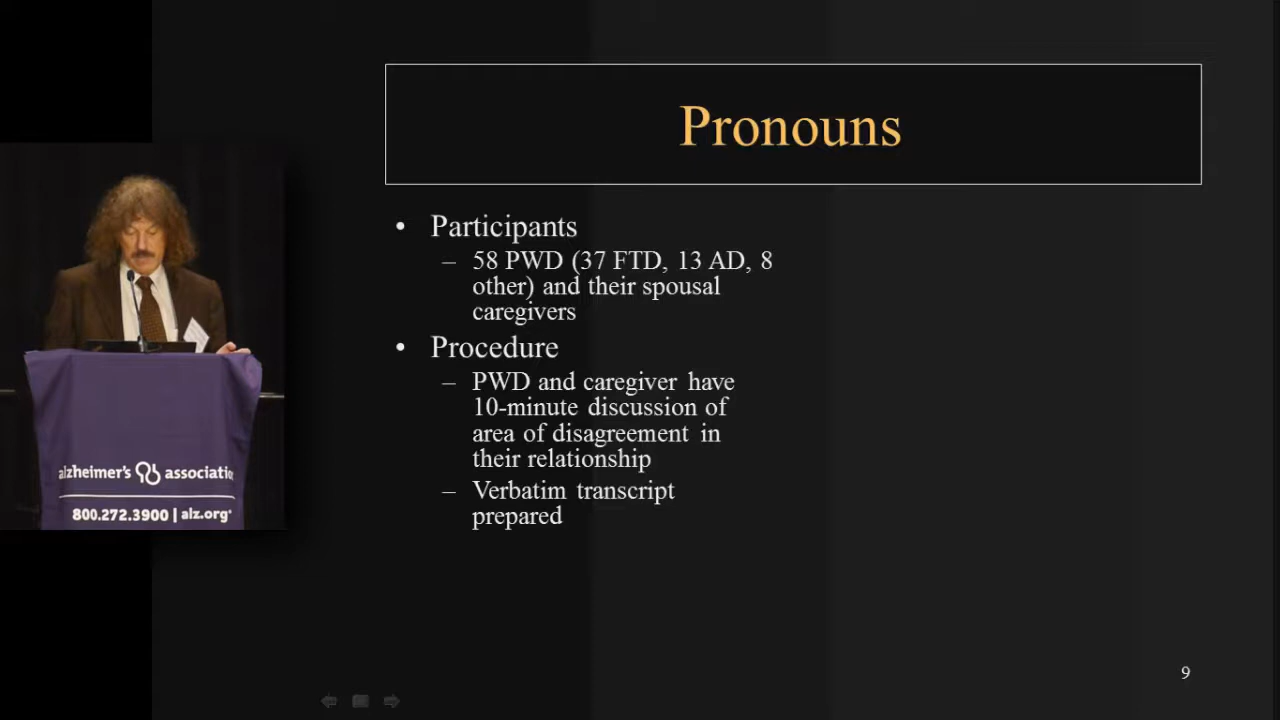 Pronouns
• Participants
– 58 PWD (37 FTD, 13 AD, 8
other) and their spousal
caregivers
• Procedure
– PWD and caregiver have
10-minute discussion of
area of disagreement in
their relationship
– Verbatim transcript
prepared
alzheimer's associatio
800.272.3900 | alz.org®
9